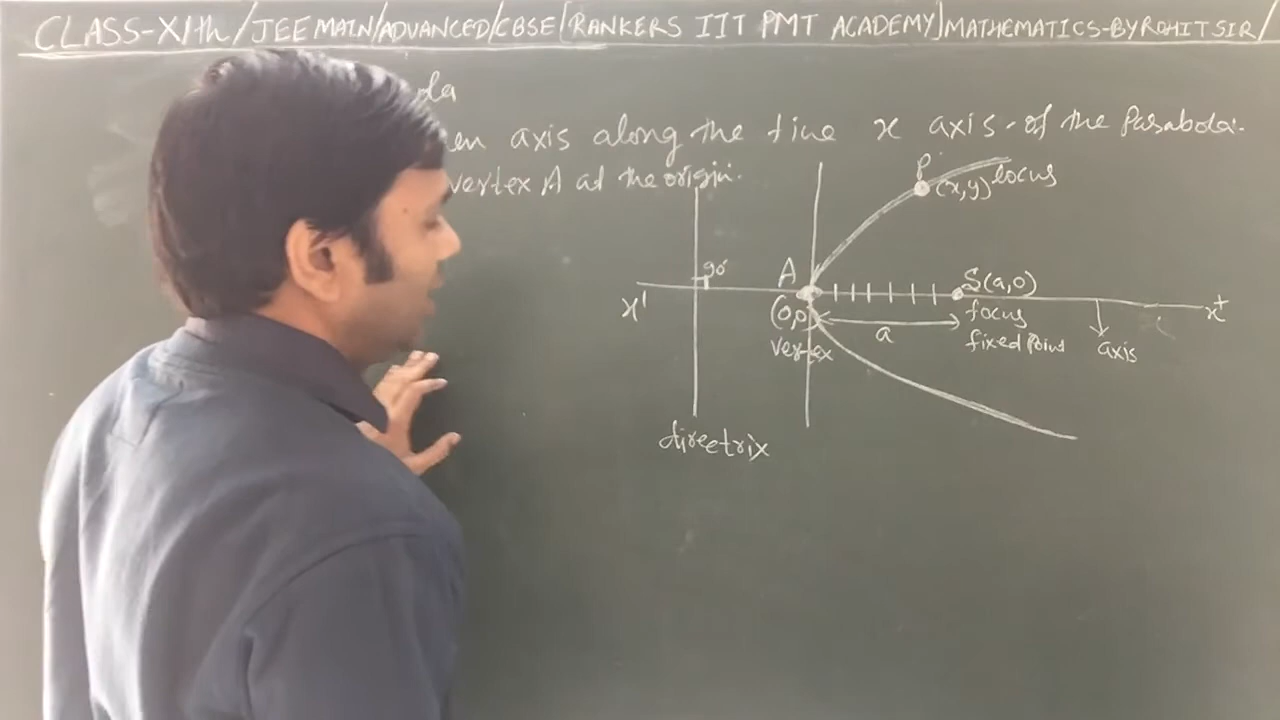 CLASS-XIth/JEE MAIN/ADVANCED/CBSE[RANKERS IIT PMT ACADEMY]MATHEMATICS-BY ROHIT SIR/
axis along the +ive x axis of the Parabola.
vertex A at the origin.
P
(x,y) locus
90°
A
S(a,0)
x'
x+
(0,0)
focus
a
fixed Point
vertex
axis
directrix